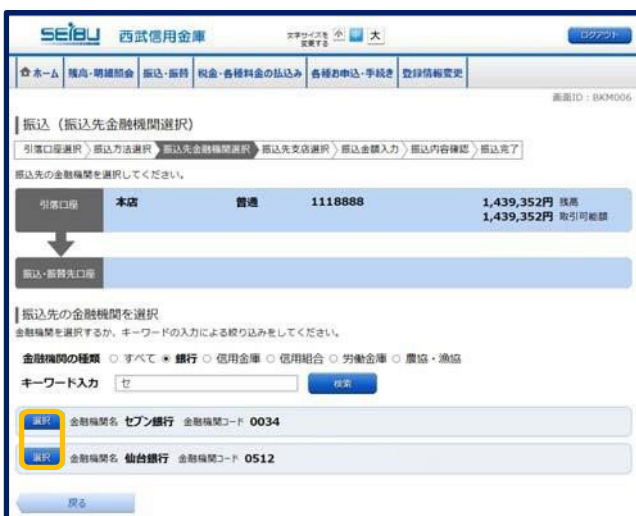 SEIBU 西武信用金庫 文字サイズを変更する 小 中 大 ログアウト
ホーム 残高・明細照会 振込・振替 税金・各種料金の払込み 各種お申込・手続き 登録情報変更
画面ID：BKM006
振込（振込先金融機関選択）
引落口座選択 振込方法選択 振込先金融機関選択 振込先支店選択 振込金額入力 振込内容確認 振込完了
振込先の金融機関を選択してください。
引落口座 本店 普通 1118888 1,439,352円 残高
1,439,352円 取引可能額
振込・振替先口座
振込先の金融機関を選択
金融機関を選択するか、キーワードの入力による絞り込みをしてください。
金融機関の種類 すべて 銀行 信用金庫 信用組合 労働金庫 農協・漁協
キーワード入力 セ 検索
選択 金融機関名 セブン銀行 金融機関コード 0034
選択 金融機関名 仙台銀行 金融機関コード 0512
戻る